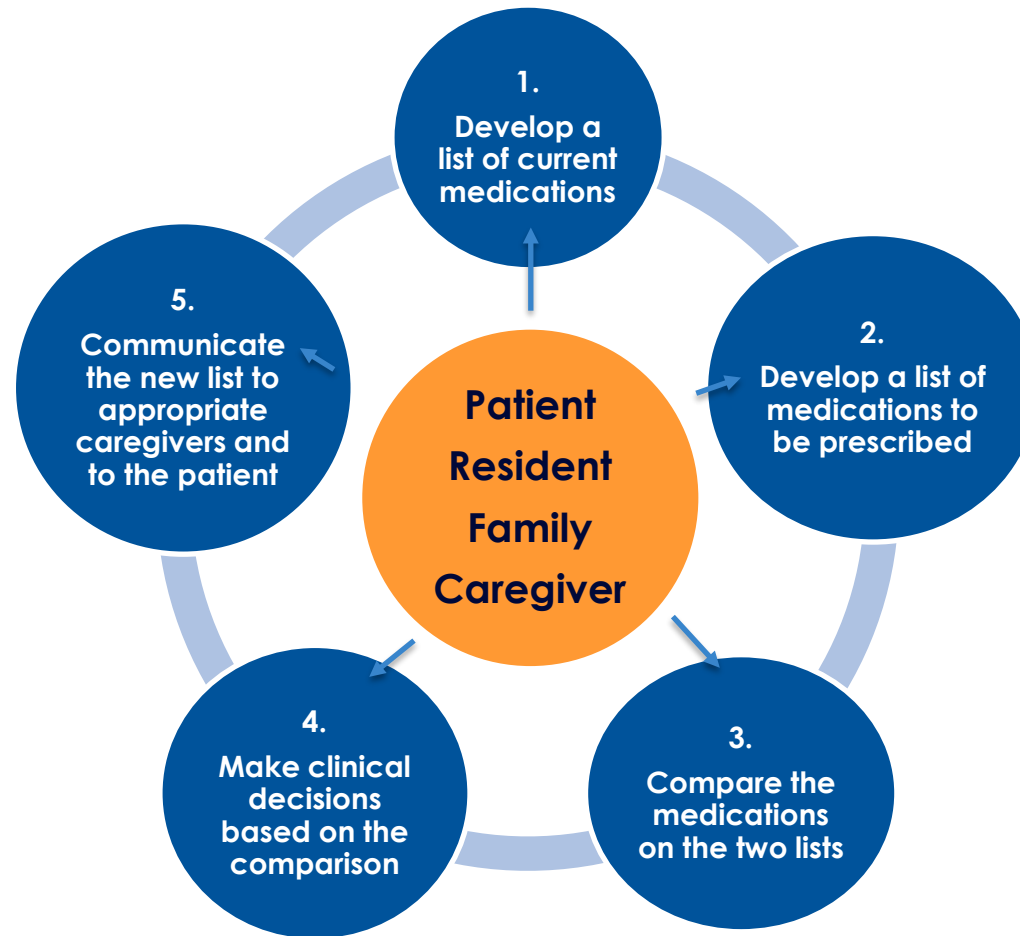 1.
Develop a
list of current
medications
2.
Develop a list of
medications to
be prescribed
3.
Compare the
medications
on the two lists
4.
Make clinical
decisions
based on the
comparison
5.
Communicate
the new list to
appropriate
caregivers and
to the patient
Patient
Resident
Family
Caregiver